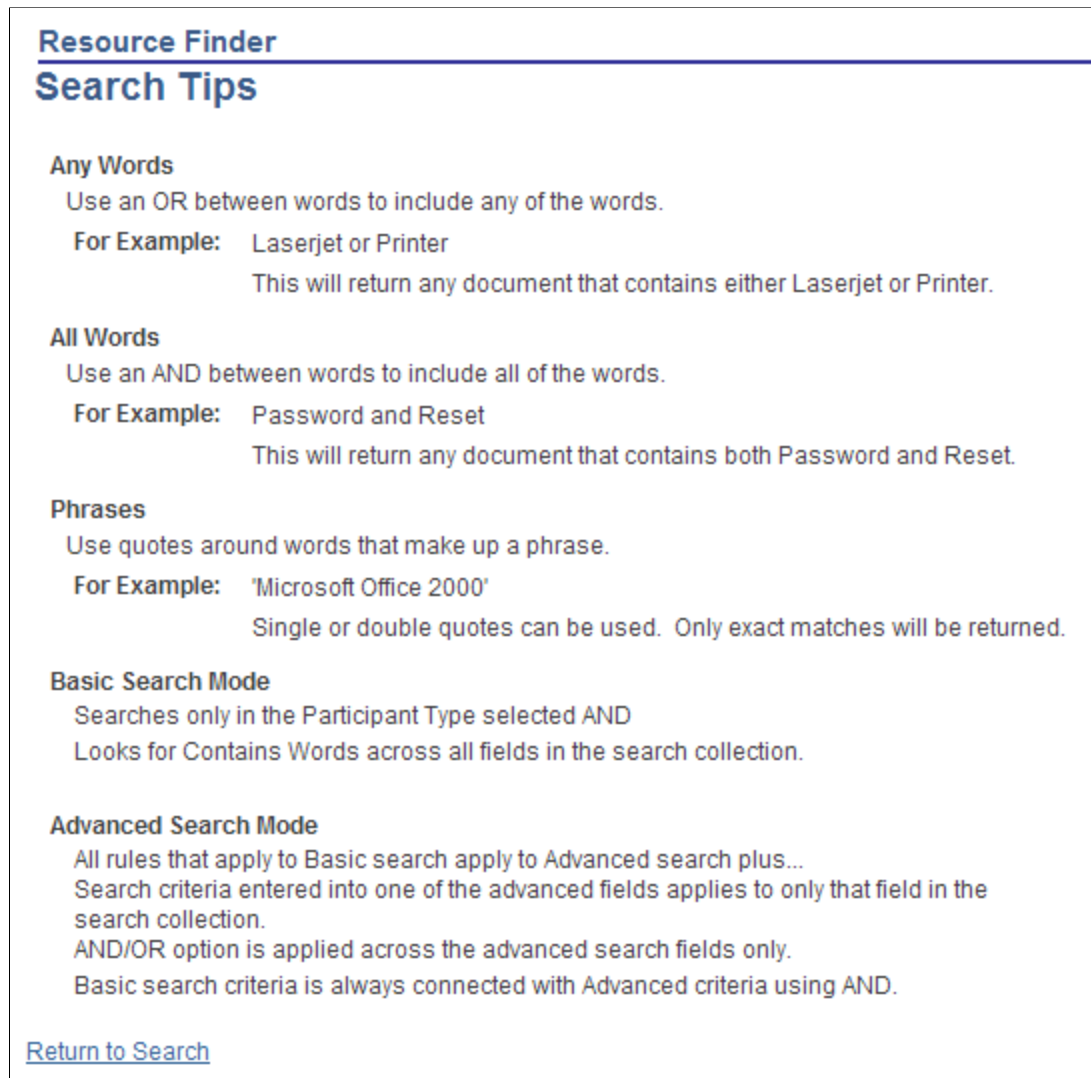 Resource Finder
Search Tips
Any Words
Use an OR between words to include any of the words.
For Example: Laserjet or Printer
This will return any document that contains either Laserjet or Printer.
All Words
Use an AND between words to include all of the words.
For Example: Password and Reset
This will return any document that contains both Password and Reset.
Phrases
Use quotes around words that make up a phrase.
For Example: 'Microsoft Office 2000'
Single or double quotes can be used.  Only exact matches will be returned.
Basic Search Mode
Searches only in the Participant Type selected AND
Looks for Contains Words across all fields in the search collection.
Advanced Search Mode
All rules that apply to Basic search apply to Advanced search plus...
Search criteria entered into one of the advanced fields applies to only that field in the
search collection.
AND/OR option is applied across the advanced search fields only.
Basic search criteria is always connected with Advanced criteria using AND.
Return to Search